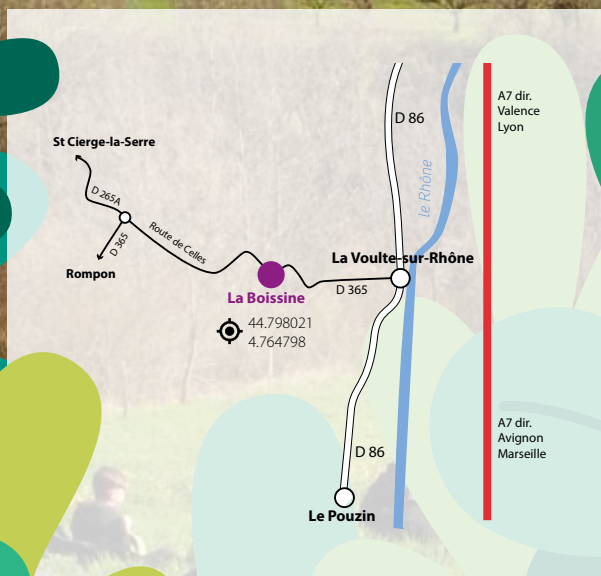 A7 dir.
Valence
Lyon
D 86
St Cierge-la-Serre
le Rhône
D 265A
Route de Celles
D 365
Rompon
La Voulte-sur-Rhône
La Boissine
D 365
44.798021
4.764798
A7 dir.
Avignon
Marseille
D 86
Le Pouzin